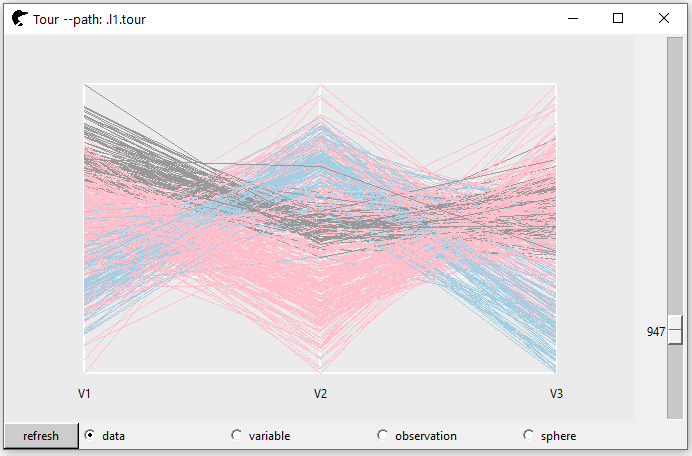 Tour --path: .l1.tour
947
V1 V2 V3
refresh data variable observation sphere